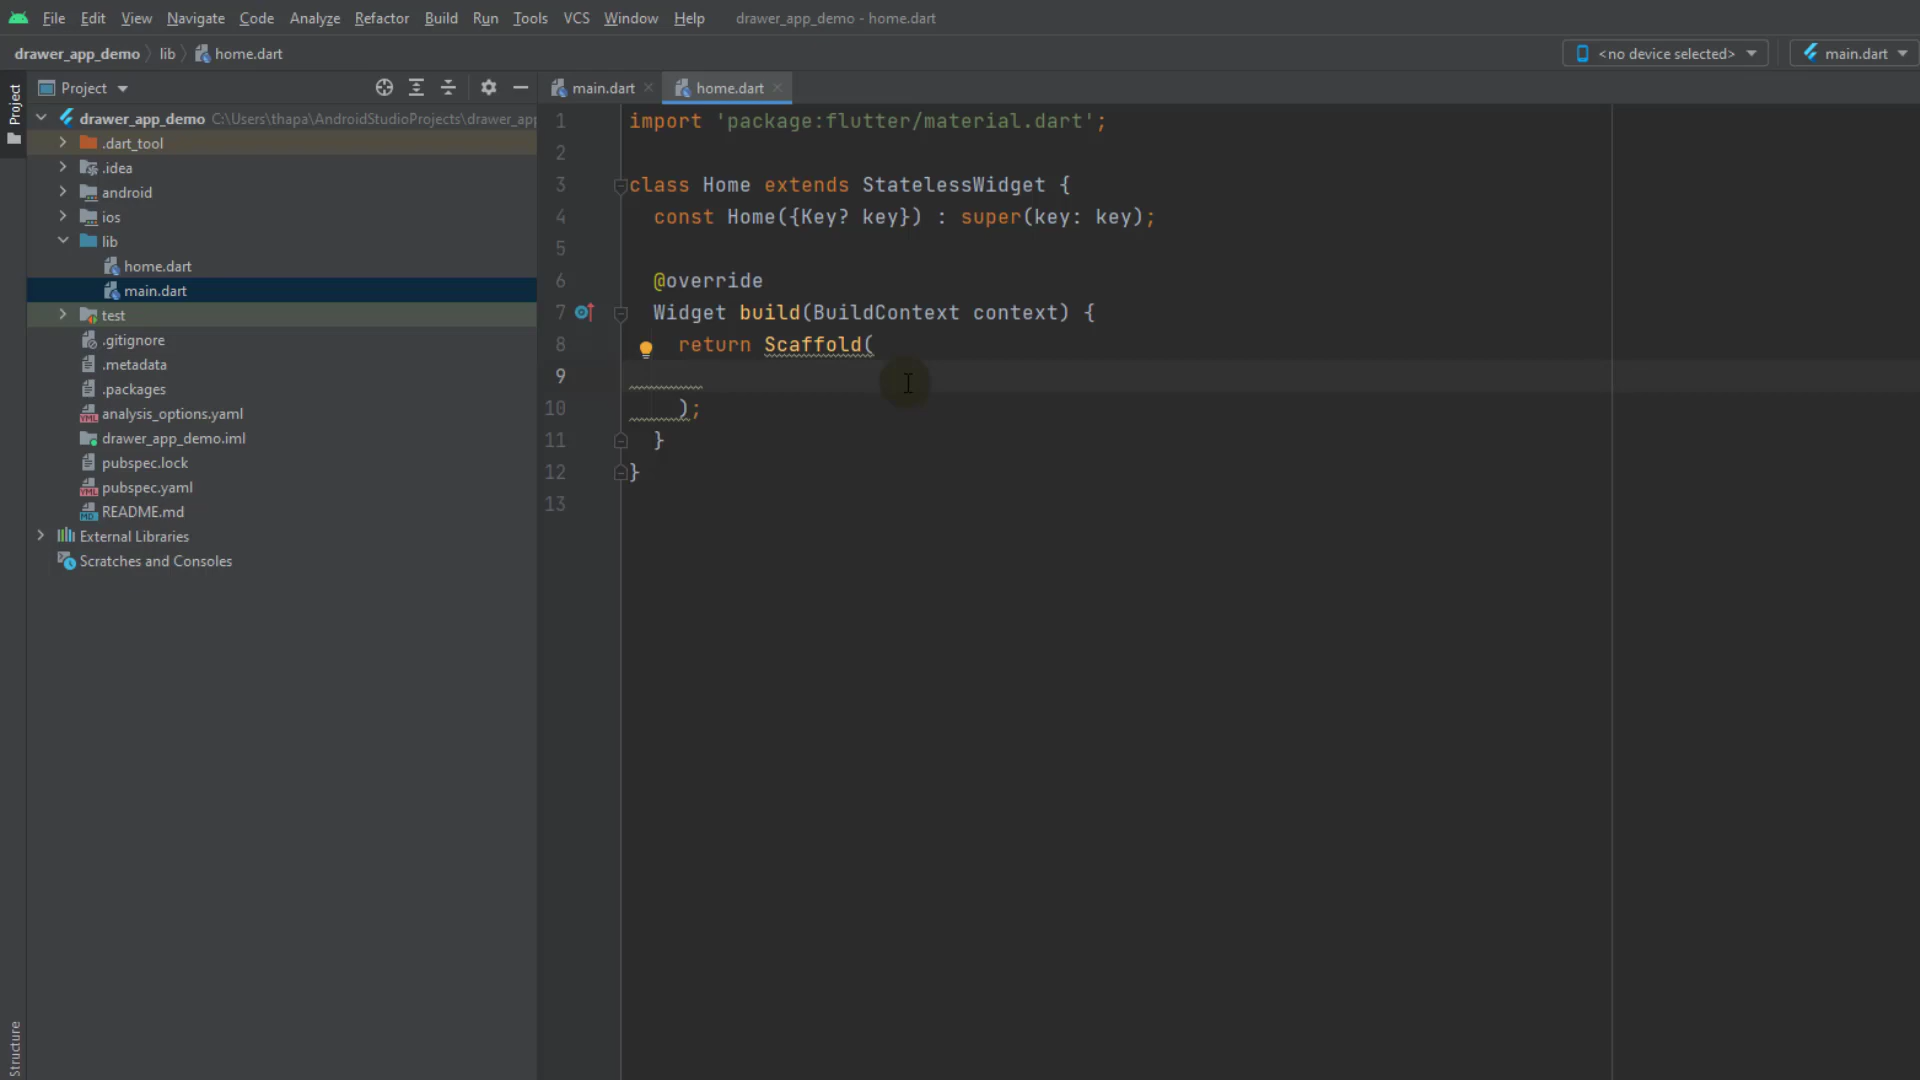 File Edit View Navigate Code Analyze Refactor Build Run Tools VCS Window Help drawer_app_demo - home.dart
drawer_app_demo lib home.dart <no device selected> main.dart
Project Project main.dart home.dart
drawer_app_demo C:\Users\thapa\AndroidStudioProjects\drawer_app
.dart_tool
.idea
android
ios
lib
home.dart
main.dart
test
.gitignore
.metadata
.packages
analysis_options.yaml
drawer_app_demo.iml
pubspec.lock
pubspec.yaml
README.md
External Libraries
Scratches and Consoles
Structure
1 import 'package:flutter/material.dart';
2
3 class Home extends StatelessWidget {
4 const Home({Key? key}) : super(key: key);
5
6 @override
7 Widget build(BuildContext context) {
8 return Scaffold(
9
10 );
11 }
12 }
13